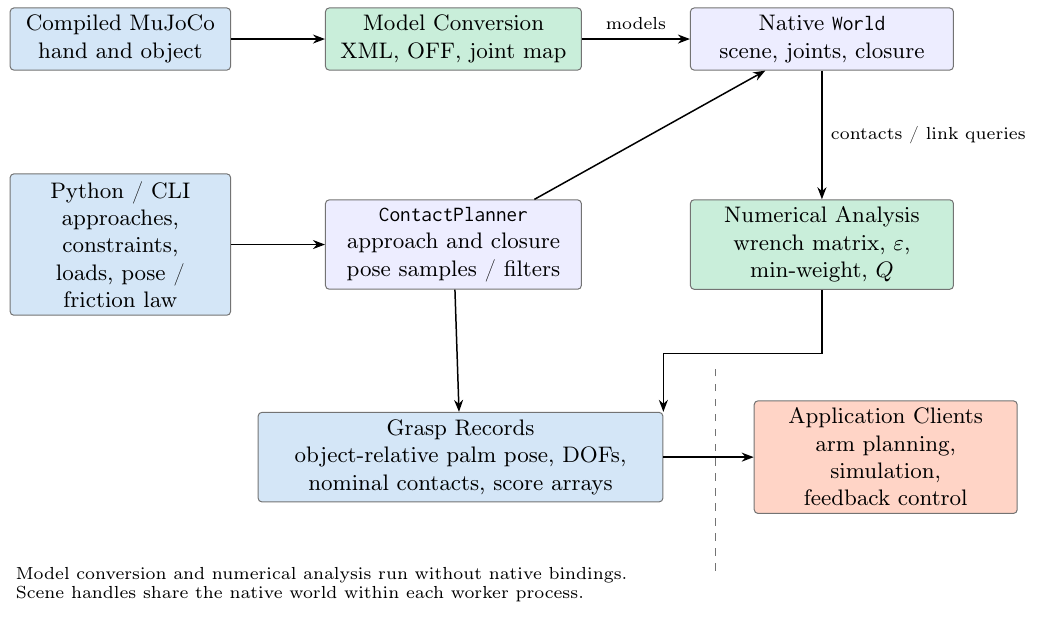 Compiled MuJoCo
hand and object
Model Conversion
XML, OFF, joint map
models
Native World
scene, joints, closure
contacts / link queries
Python / CLI
approaches,
constraints,
loads, pose /
friction law
ContactPlanner
approach and closure
pose samples / filters
Numerical Analysis
wrench matrix, ε,
min-weight, Q
Grasp Records
object-relative palm pose, DOFs,
nominal contacts, score arrays
Application Clients
arm planning,
simulation,
feedback control
Model conversion and numerical analysis run without native bindings.
Scene handles share the native world within each worker process.